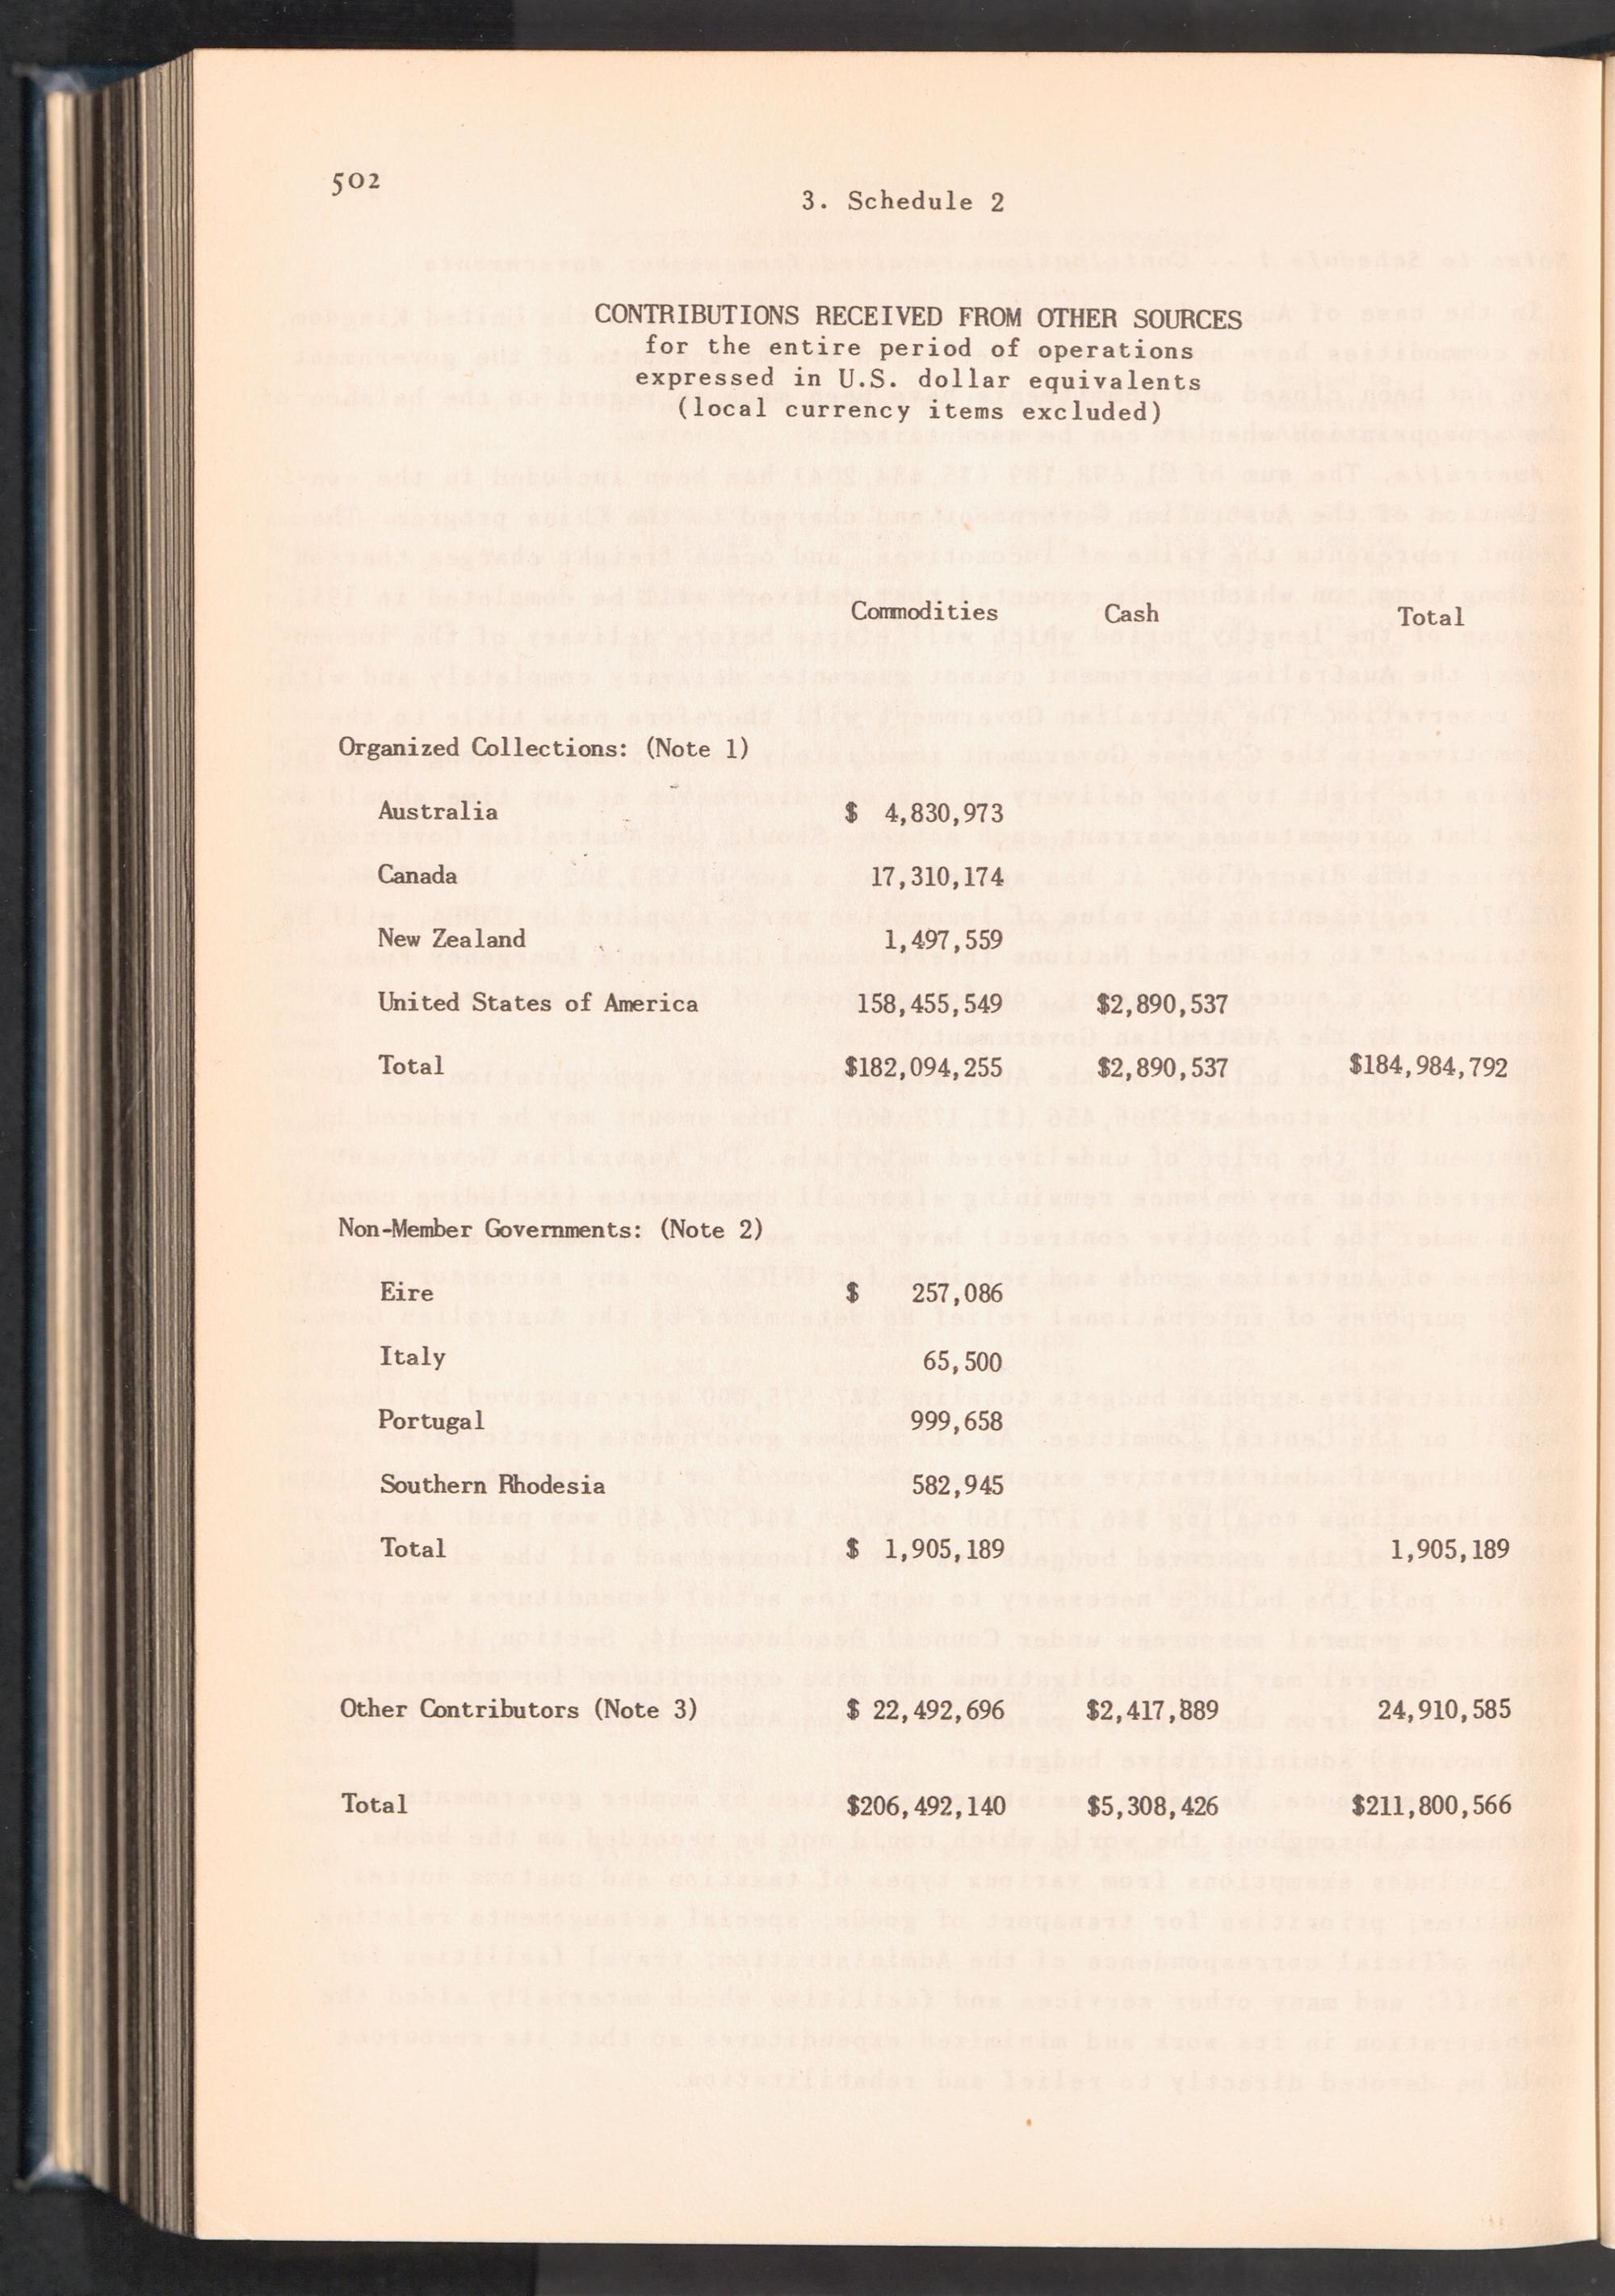 502
3. Schedule 2
CONTRIBUTIONS RECEIVED FROM OTHER SOURCES
for the entire period of operations
expressed in U.S. dollar equivalents
(local currency items excluded)
Commodities Cash Total
Organized Collections: (Note 1)
Australia $ 4,830,973
Canada 17,310,174
New Zealand 1,497,559
United States of America 158,455,549 $2,890,537
Total $182,094,255 $2,890,537 $184,984,792
Non-Member Governments: (Note 2)
Eire $ 257,086
Italy 65,500
Portugal 999,658
Southern Rhodesia 582,945
Total $ 1,905,189 1,905,189
Other Contributors (Note 3) $ 22,492,696 $2,417,889 24,910,585
Total $206,492,140 $5,308,426 $211,800,566